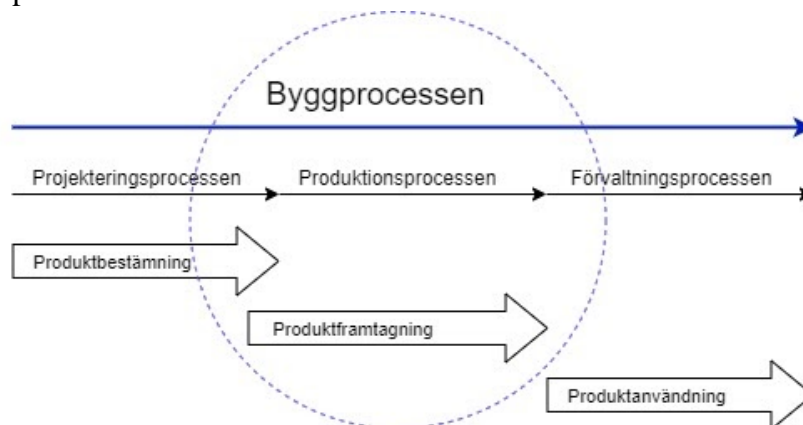 Byggprocessen
Projekteringsprocessen Produktionsprocessen Förvaltningsprocessen
Produktbestämning
Produktframtagning
Produktanvändning